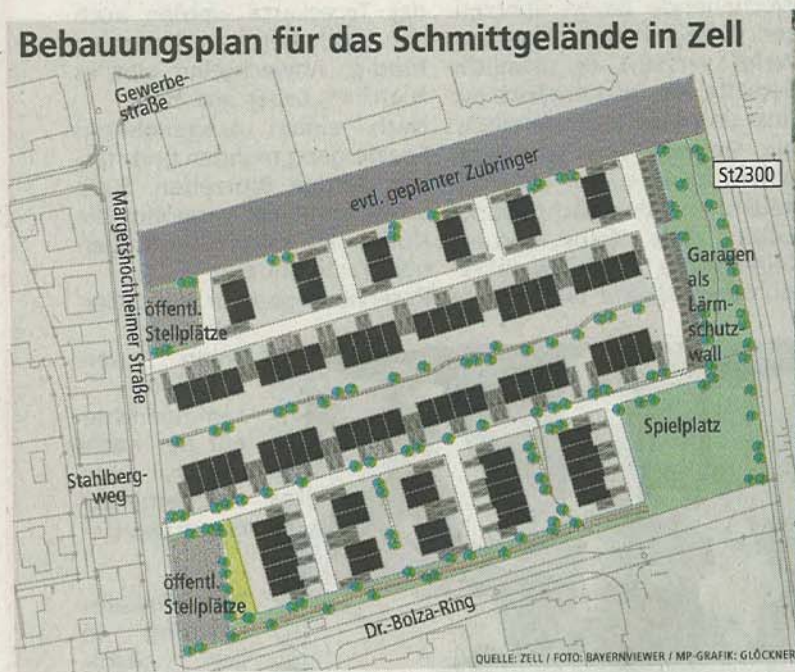 Bebauungsplan für das Schmittgelände in Zell
Gewerbe-
straße
evtl. geplanter Zubringer
St2300
Margetshöchheimer Straße
öffentl.
Stellplätze
Garagen
als
Lärm-
schutz-
wall
Spielplatz
Stahlberg-
weg
öffentl.
Stellplätze
Dr.-Bolza-Ring
QUELLE: ZELL / FOTO: BAYERNVIEWER / MP-GRAFIK: GLÖCKNER